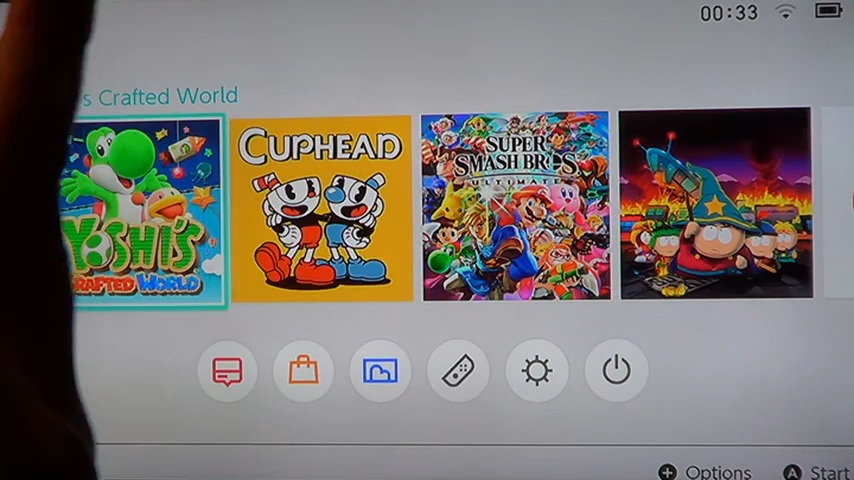 00:33
s Crafted World
YOSHI'S
CRAFTED WORLD
CUPHEAD
SUPER
SMASH BROS.
ULTIMATE
Options
Start